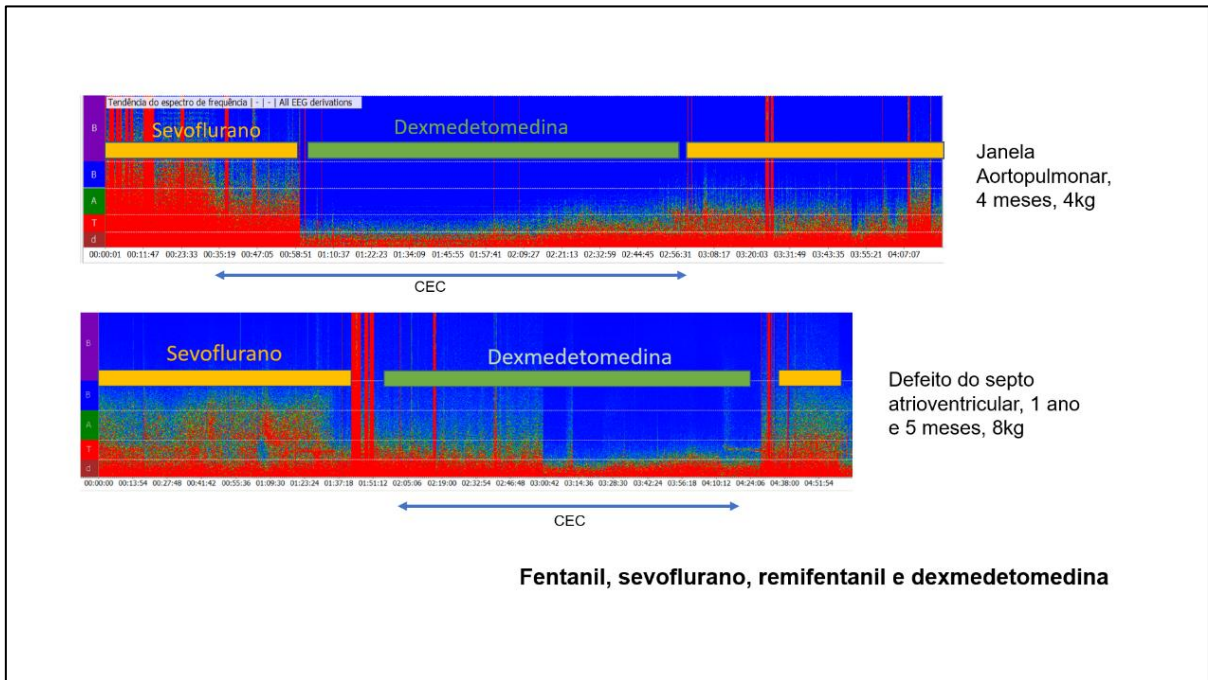 Tendência do espectro de frequência | - | - | All EEG derivations
B
Sevoflurano
Dexmedetomedina
B
A
T
d
00:00:01 00:11:47 00:23:33 00:35:19 00:47:05 00:58:51 01:10:37 01:22:23 01:34:09 01:45:55 01:57:41 02:09:27 02:21:13 02:32:59 02:44:45 02:56:31 03:08:17 03:20:03 03:31:49 03:43:35 03:55:21 04:07:07
CEC
Janela
Aortopulmonar,
4 meses, 4kg
B
Sevoflurano
Dexmedetomedina
B
A
T
d
00:00:00 00:13:54 00:27:48 00:41:42 00:55:36 01:09:30 01:23:24 01:37:18 01:51:12 02:05:06 02:19:00 02:32:54 02:46:48 03:00:42 03:14:36 03:28:30 03:42:24 03:56:18 04:10:12 04:24:06 04:38:00 04:51:54
CEC
Defeito do septo
atrioventricular, 1 ano
e 5 meses, 8kg
Fentanil, sevoflurano, remifentanil e dexmedetomedina